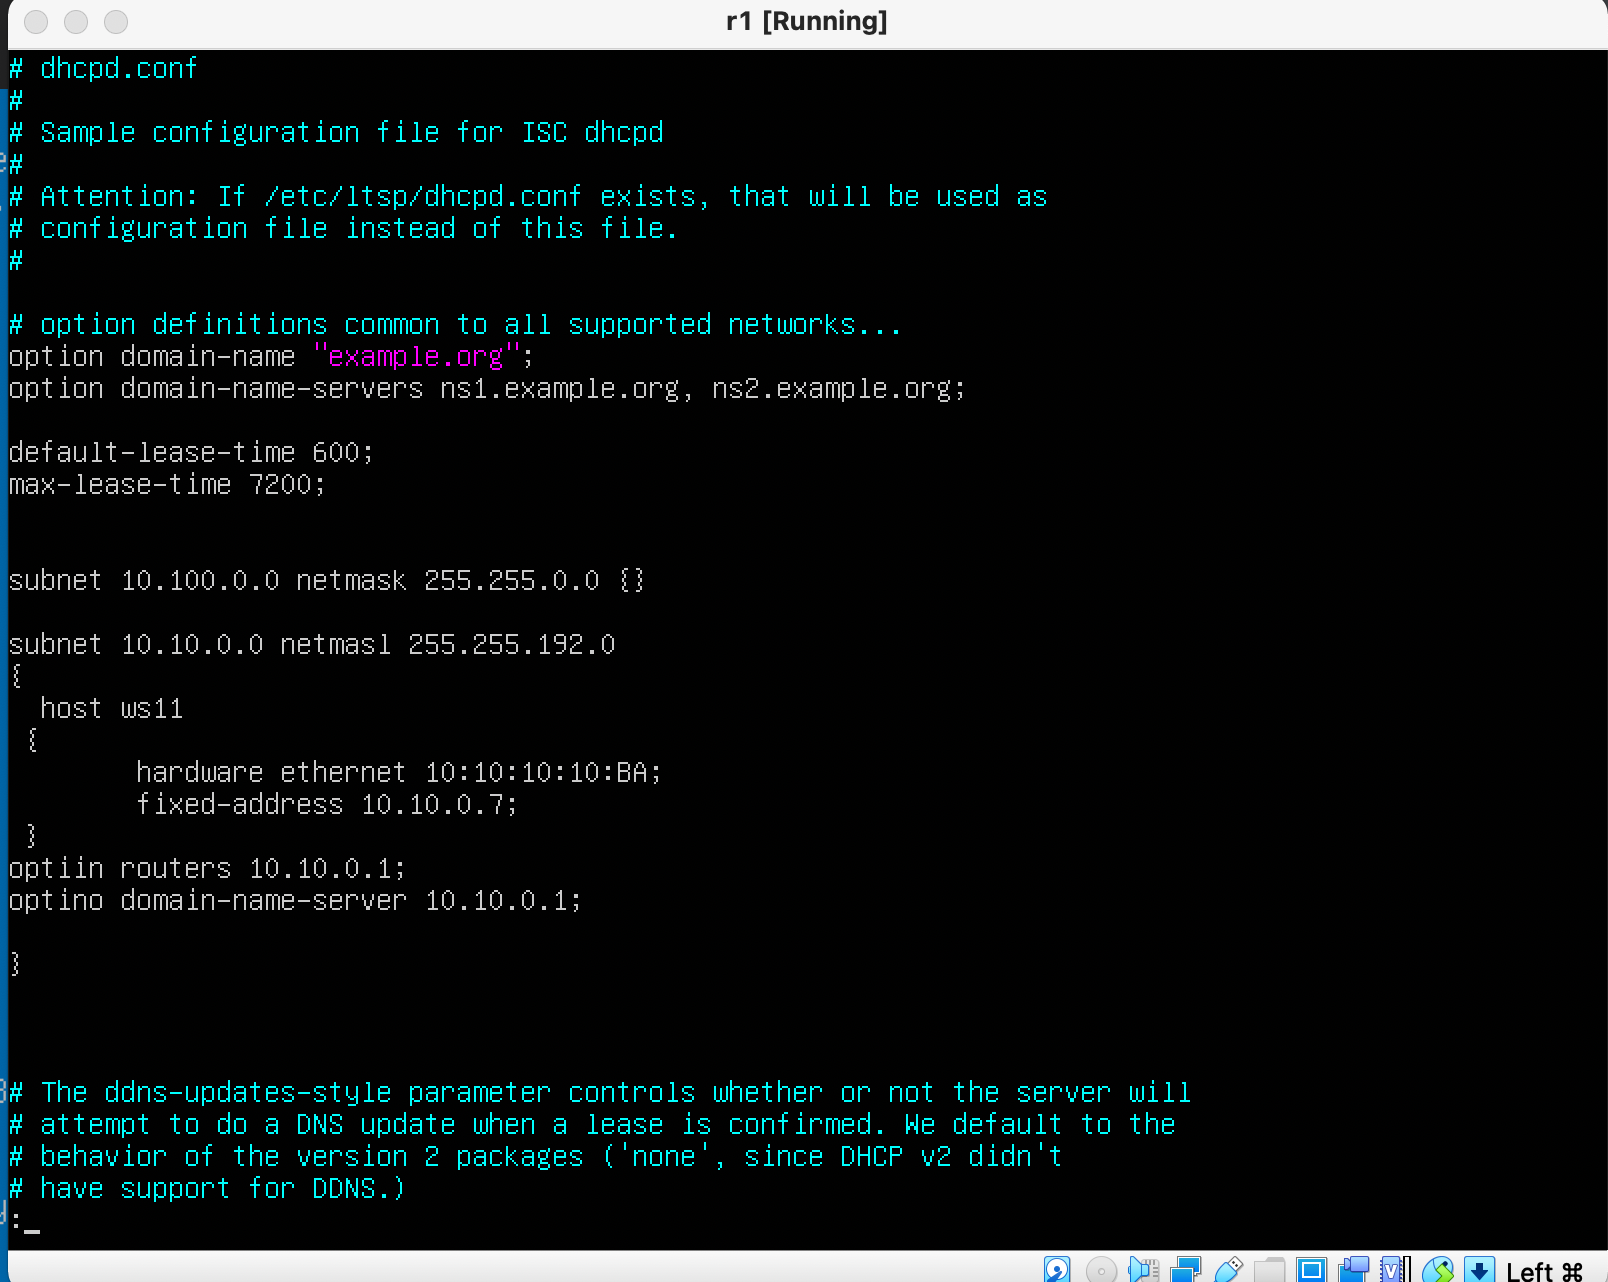 r1 [Running]
# dhcpd.conf
#
# Sample configuration file for ISC dhcpd
#
# Attention: If /etc/ltsp/dhcpd.conf exists, that will be used as
# configuration file instead of this file.
#
# option definitions common to all supported networks...
option domain-name "example.org";
option domain-name-servers ns1.example.org, ns2.example.org;
default-lease-time 600;
max-lease-time 7200;
subnet 10.100.0.0 netmask 255.255.0.0 {}
subnet 10.10.0.0 netmasl 255.255.192.0
{
host ws11
{
hardware ethernet 10:10:10:10:BA;
fixed-address 10.10.0.7;
}
optiin routers 10.10.0.1;
optino domain-name-server 10.10.0.1;
}
# The ddns-updates-style parameter controls whether or not the server will
# attempt to do a DNS update when a lease is confirmed. We default to the
# behavior of the version 2 packages ('none', since DHCP v2 didn't
# have support for DDNS.)
:_
Left ⌘